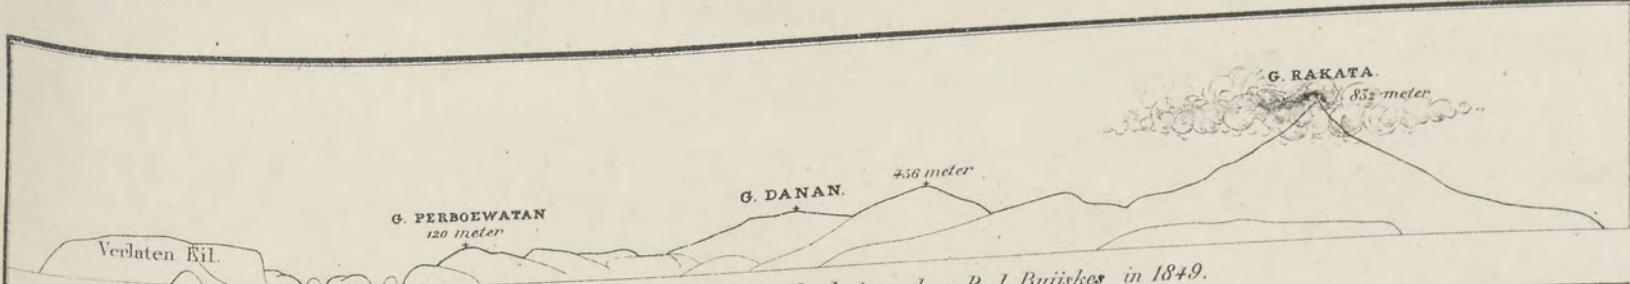 G. RAKATA.
832 meter
456 meter
G. DANAN.
G. PERBOEWATAN
120 meter
Verlaten Eil.
Buijskes in 1849.